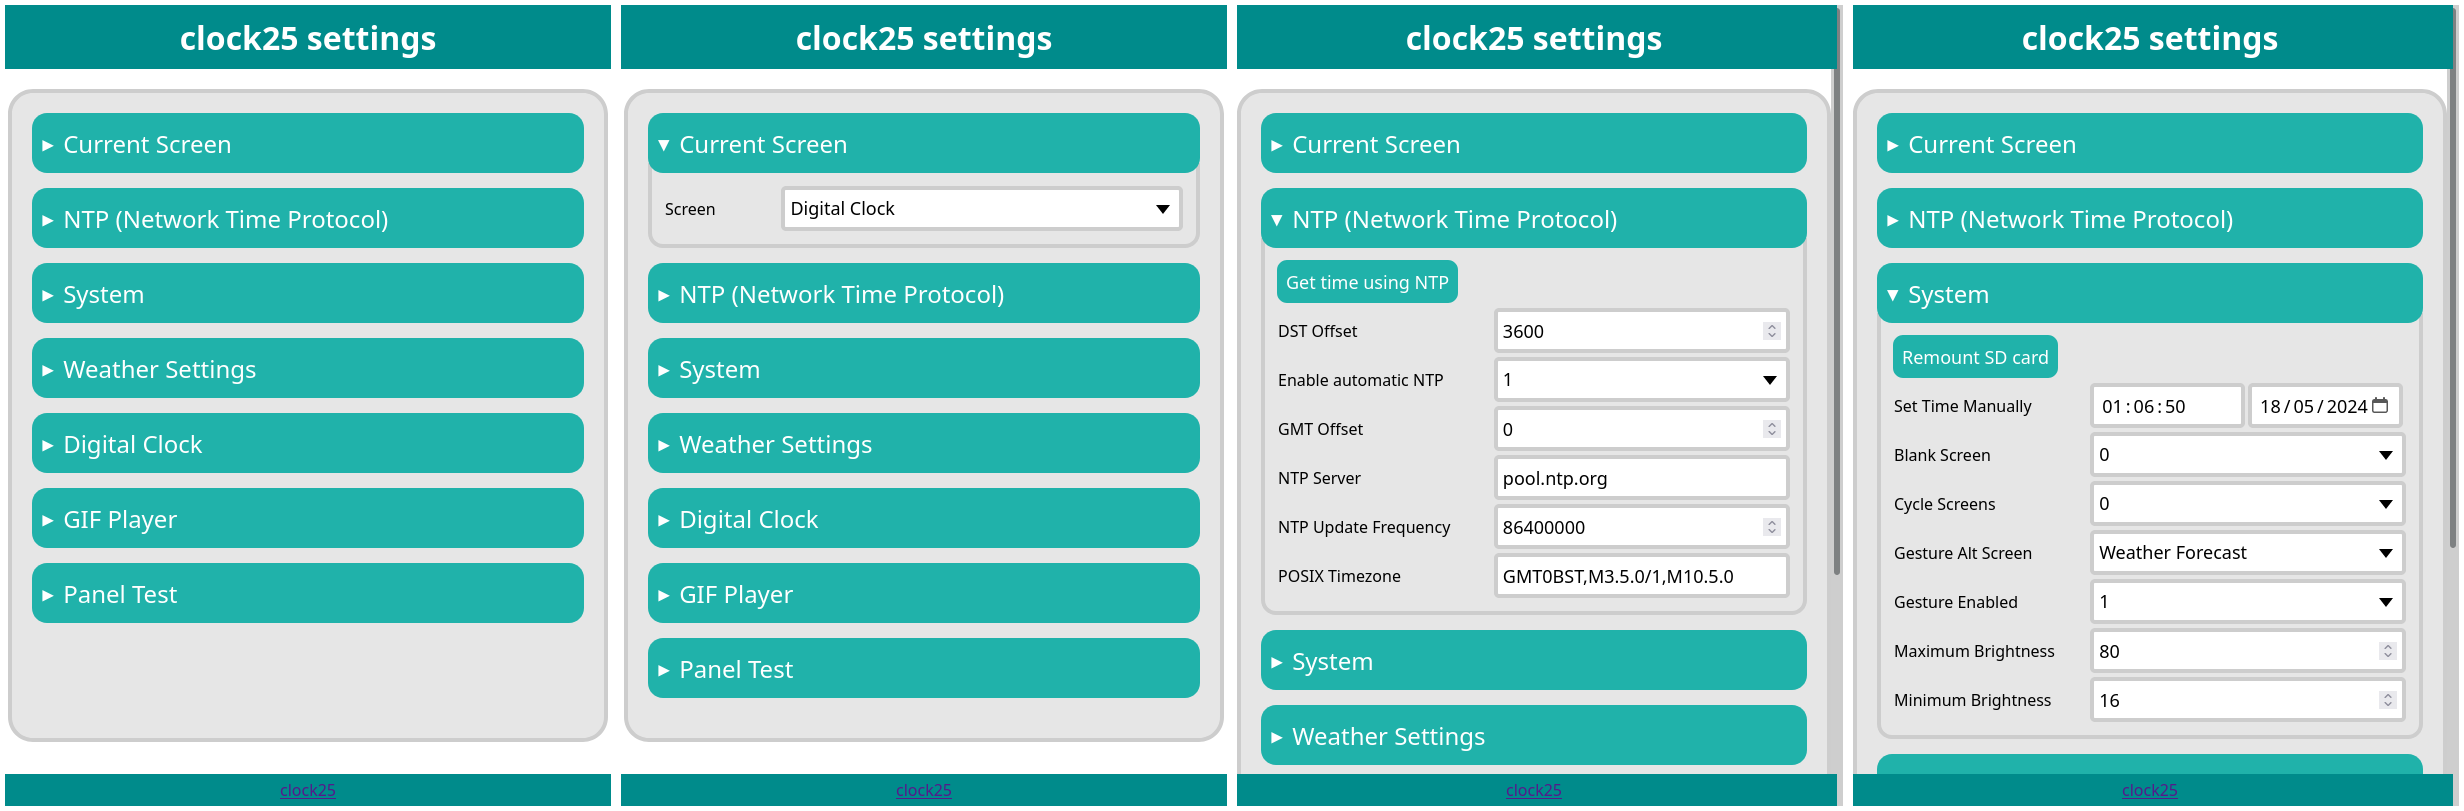 clock25 settings
Current Screen
NTP (Network Time Protocol)
System
Weather Settings
Digital Clock
GIF Player
Panel Test
clock25
clock25 settings
Current Screen
Screen Digital Clock
NTP (Network Time Protocol)
System
Weather Settings
Digital Clock
GIF Player
Panel Test
clock25
clock25 settings
Current Screen
NTP (Network Time Protocol)
Get time using NTP
DST Offset 3600
Enable automatic NTP 1
GMT Offset 0
NTP Server pool.ntp.org
NTP Update Frequency 86400000
POSIX Timezone GMT0BST,M3.5.0/1,M10.5.0
System
Weather Settings
clock25
clock25 settings
Current Screen
NTP (Network Time Protocol)
System
Remount SD card
Set Time Manually 01:06:50 18/05/2024
Blank Screen 0
Cycle Screens 0
Gesture Alt Screen Weather Forecast
Gesture Enabled 1
Maximum Brightness 80
Minimum Brightness 16
clock25